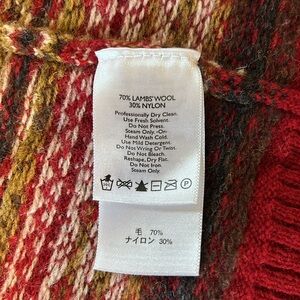 70% LAMBS' WOOL
30% NYLON
Professionally Dry Clean.
Use Fresh Solvent.
Do Not Press.
Steam Only. -Or-
Hand Wash Cold.
Use Mild Detergent.
Do Not Wring Or Twist.
Do Not Bleach.
Reshape, Dry Flat.
Do Not Iron.
Steam Only.
毛 70%
ナイロン 30%